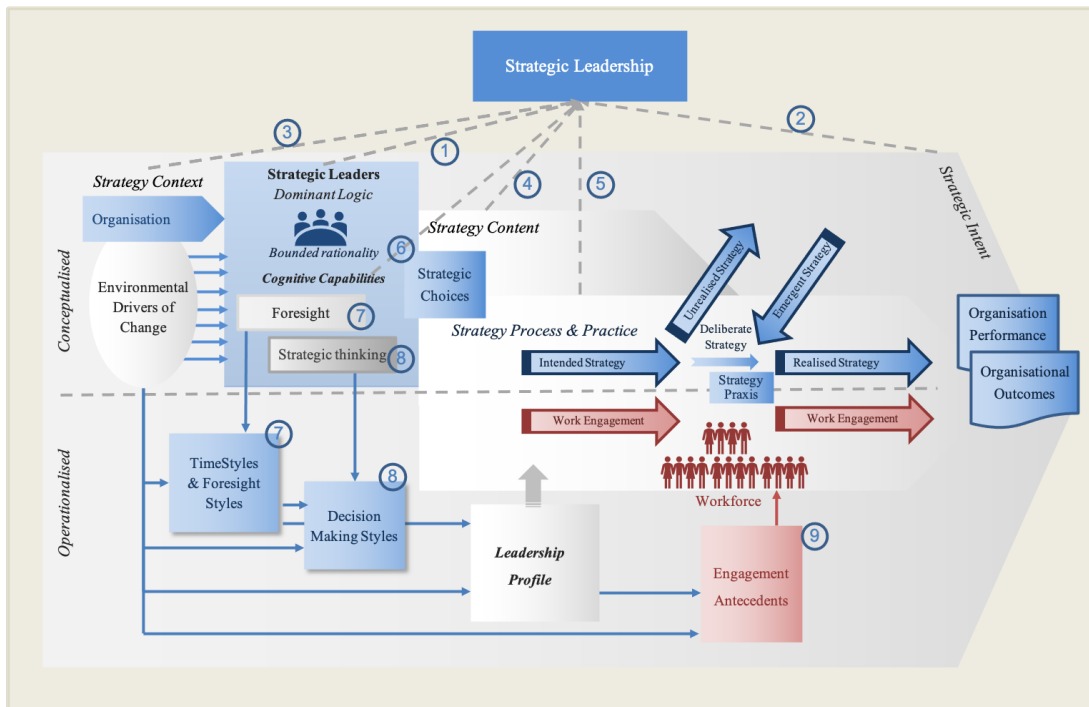 Strategic Leadership
3
1
2
4
5
Strategy Context
Organisation
Environmental
Drivers of
Change
Strategic Leaders
Dominant Logic
Bounded rationality
Cognitive Capabilities
6
Foresight
7
Strategic thinking
8
Strategy Content
Strategic
Choices
Strategy Process & Practice
Unrealised Strategy
Emergent Strategy
Deliberate
Strategy
Intended Strategy
Realised Strategy
Strategy
Praxis
Strategic Intent
Organisation
Performance
Organisational
Outcomes
Conceptualised
Operationalised
7
TimeStyles
& Foresight
Styles
8
Decision
Making Styles
Leadership
Profile
Work Engagement
Work Engagement
Workforce
9
Engagement
Antecedents